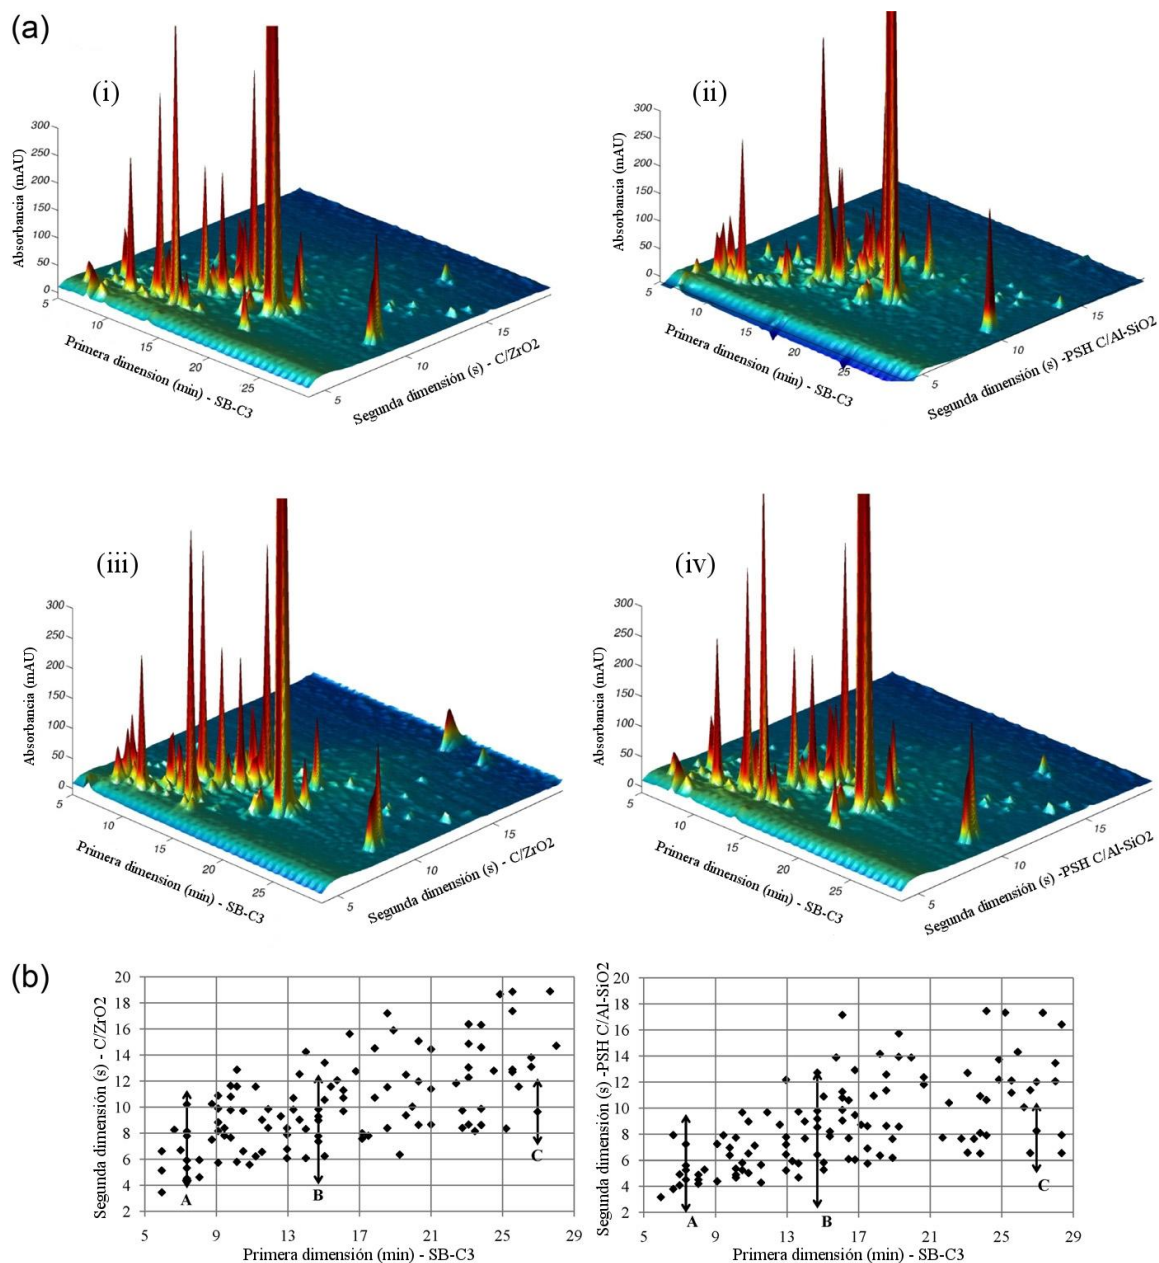 (a)
(i)
300
250
200
150
100
50
0
Absorbancia (mAU)
5
10
15
20
25
Primera dimension (min) - SB-C3
5
10
15
Segunda dimensión (s) - C/ZrO2
(ii)
300
250
200
150
100
50
0
Absorbancia (mAU)
5
10
15
20
25
Primera dimension (min) - SB-C3
5
10
15
Segunda dimensión (s) -PSH C/Al-SiO2
(iii)
300
250
200
150
100
50
0
Absorbancia (mAU)
5
10
15
20
25
Primera dimension (min) - SB-C3
5
10
15
Segunda dimensión (s) - C/ZrO2
(iv)
300
250
200
150
100
50
0
Absorbancia (mAU)
5
10
15
20
25
Primera dimension (min) - SB-C3
5
10
15
Segunda dimensión (s) -PSH C/Al-SiO2
(b)
Segunda dimensión (s) - C/ZrO2
20
18
16
14
12
10
8
6
4
2
A
B
C
5 9 13 17 21 25 29
Primera dimensión (min) - SB-C3
Segunda dimensión (s) -PSH C/Al-SiO2
20
18
16
14
12
10
8
6
4
2
A
B
C
5 9 13 17 21 25 29
Primera dimensión (min) - SB-C3